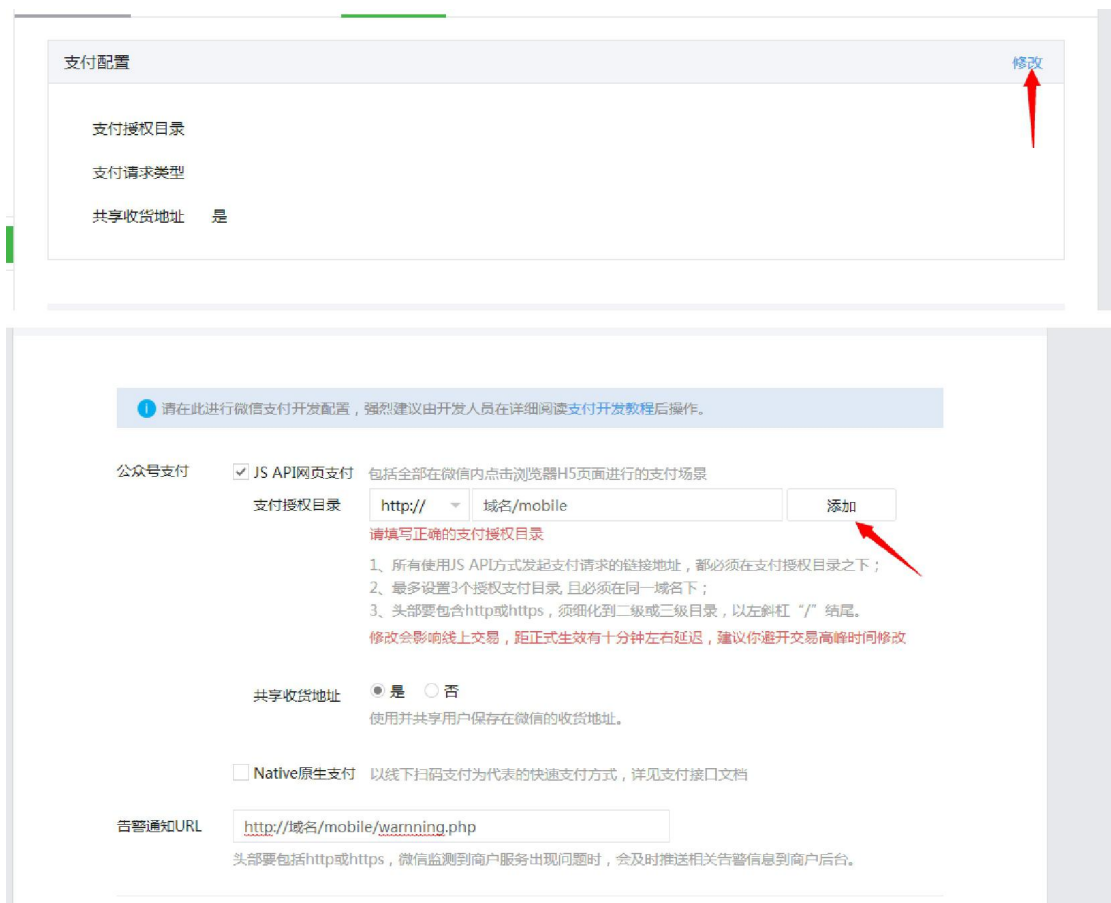 支付配置 修改
支付授权目录
支付请求类型
共享收货地址 是
请在此进行微信支付开发配置，强烈建议由开发人员在详细阅读支付开发教程后操作。
公众号支付 JS API网页支付 包括全部在微信内点击浏览器H5页面进行的支付场景
支付授权目录 http:// 域名/mobile 添加
请填写正确的支付授权目录
1、所有使用JS API方式发起支付请求的链接地址，都必须在支付授权目录之下；
2、最多设置3个授权支付目录,且必须在同一域名下；
3、头部要包含http或https，须细化到二级或三级目录，以左斜杠“/”结尾。
修改会影响线上交易，距正式生效有十分钟左右延迟，建议你避开交易高峰时间修改
共享收货地址 是 否
使用并共享用户保存在微信的收货地址。
Native原生支付 以线下扫码支付为代表的快速支付方式，详见支付接口文档
告警通知URL http://域名/mobile/warnning.php
头部要包括http或https，微信监测到商户服务出现问题时，会及时推送相关告警信息到商户后台。